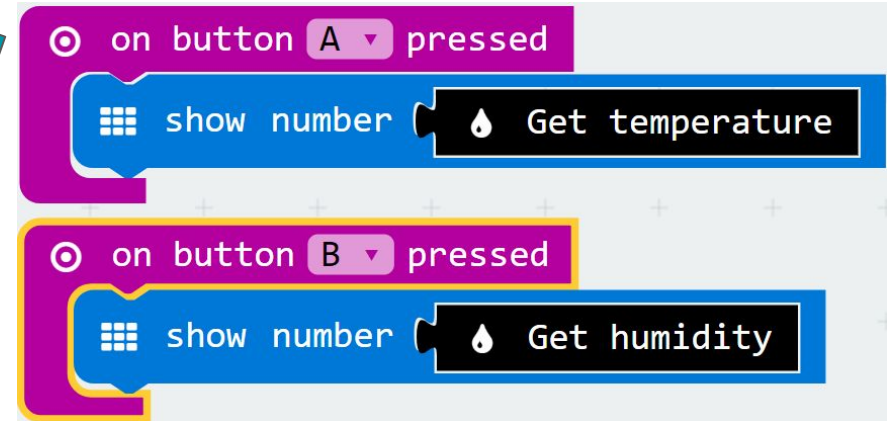 on button A pressed
show number Get temperature
on button B pressed
show number Get humidity